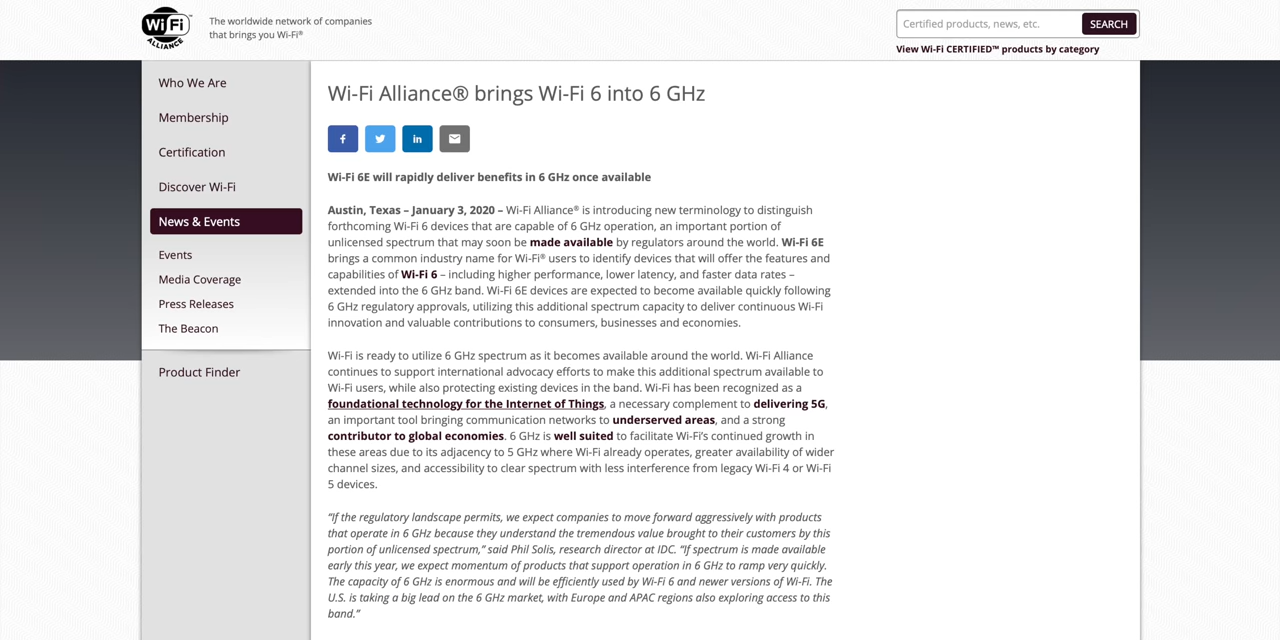 Wi Fi
ALLIANCE
The worldwide network of companies
that brings you Wi-Fi®
Certified products, news, etc.
SEARCH
View Wi-Fi CERTIFIED™ products by category
Who We Are
Membership
Certification
Discover Wi-Fi
News & Events
Events
Media Coverage
Press Releases
The Beacon
Product Finder
Wi-Fi Alliance® brings Wi-Fi 6 into 6 GHz
f
in
Wi-Fi 6E will rapidly deliver benefits in 6 GHz once available
Austin, Texas – January 3, 2020 – Wi-Fi Alliance® is introducing new terminology to distinguish
forthcoming Wi-Fi 6 devices that are capable of 6 GHz operation, an important portion of
unlicensed spectrum that may soon be made available by regulators around the world. Wi-Fi 6E
brings a common industry name for Wi-Fi® users to identify devices that will offer the features and
capabilities of Wi-Fi 6 – including higher performance, lower latency, and faster data rates –
extended into the 6 GHz band. Wi-Fi 6E devices are expected to become available quickly following
6 GHz regulatory approvals, utilizing this additional spectrum capacity to deliver continuous Wi-Fi
innovation and valuable contributions to consumers, businesses and economies.
Wi-Fi is ready to utilize 6 GHz spectrum as it becomes available around the world. Wi-Fi Alliance
continues to support international advocacy efforts to make this additional spectrum available to
Wi-Fi users, while also protecting existing devices in the band. Wi-Fi has been recognized as a
foundational technology for the Internet of Things, a necessary complement to delivering 5G,
an important tool bringing communication networks to underserved areas, and a strong
contributor to global economies. 6 GHz is well suited to facilitate Wi-Fi’s continued growth in
these areas due to its adjacency to 5 GHz where Wi-Fi already operates, greater availability of wider
channel sizes, and accessibility to clear spectrum with less interference from legacy Wi-Fi 4 or Wi-Fi
5 devices.
“If the regulatory landscape permits, we expect companies to move forward aggressively with products
that operate in 6 GHz because they understand the tremendous value brought to their customers by this
portion of unlicensed spectrum,” said Phil Solis, research director at IDC. “If spectrum is made available
early this year, we expect momentum of products that support operation in 6 GHz to ramp very quickly.
The capacity of 6 GHz is enormous and will be efficiently used by Wi-Fi 6 and newer versions of Wi-Fi. The
U.S. is taking a big lead on the 6 GHz market, with Europe and APAC regions also exploring access to this
band.”